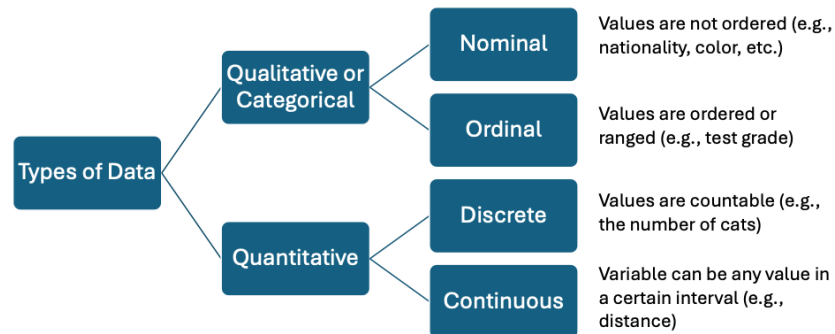 Types of Data
Qualitative or
Categorical
Nominal
Values are not ordered (e.g.,
nationality, color, etc.)
Ordinal
Values are ordered or
ranged (e.g., test grade)
Quantitative
Discrete
Values are countable (e.g.,
the number of cats)
Continuous
Variable can be any value in
a certain interval (e.g.,
distance)